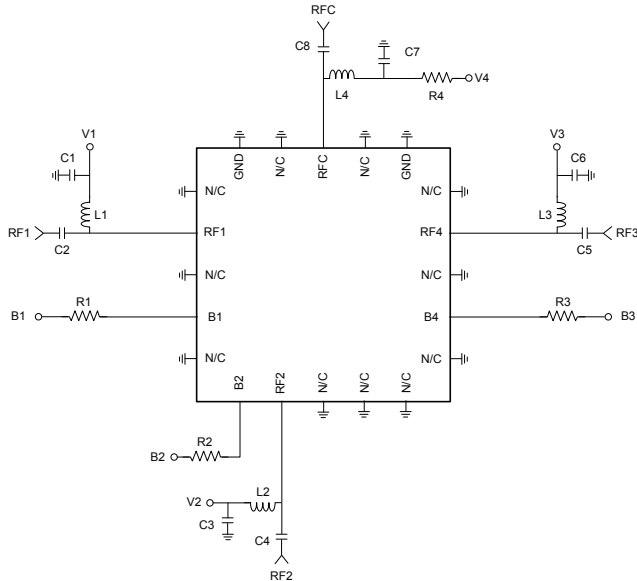 RFC
C8
C7
L4
R4
V4
V1
C1
L1
RF1
C2
V3
C6
L3
RF3
C5
GND
N/C
RFC
N/C
GND
N/C
RF1
N/C
B1
N/C
N/C
RF4
N/C
B4
N/C
B1
R1
R3
B3
B2
RF2
N/C
N/C
N/C
R2
B2
V2
L2
C3
C4
RF2